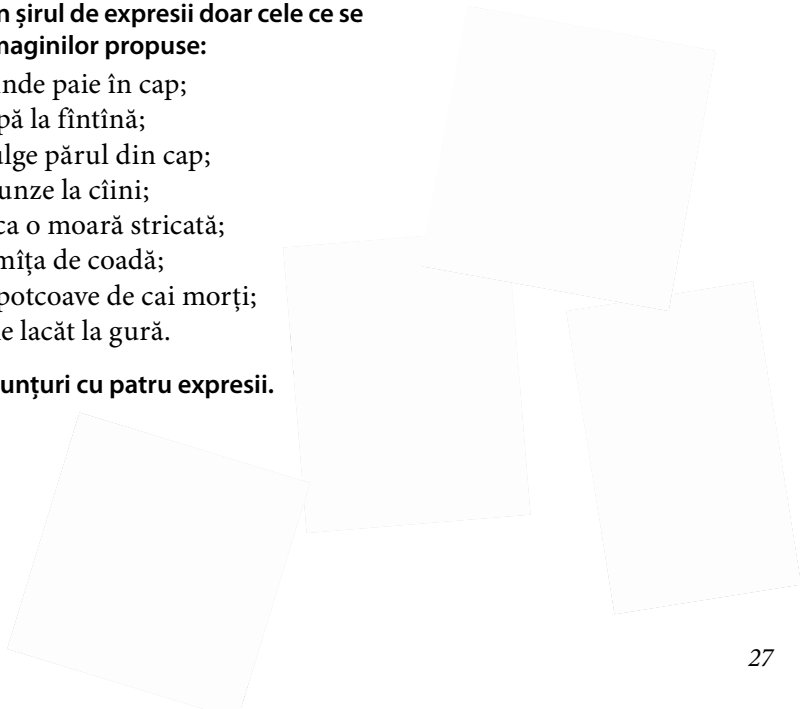 n șirul de expresii doar cele ce se
maginilor propuse:
inde paie în cap;
pă la fîntînă;
ulge părul din cap;
unze la cîini;
ca o moară stricată;
mîța de coadă;
potcoave de cai morți;
e lacăt la gură.
unțuri cu patru expresii.
27